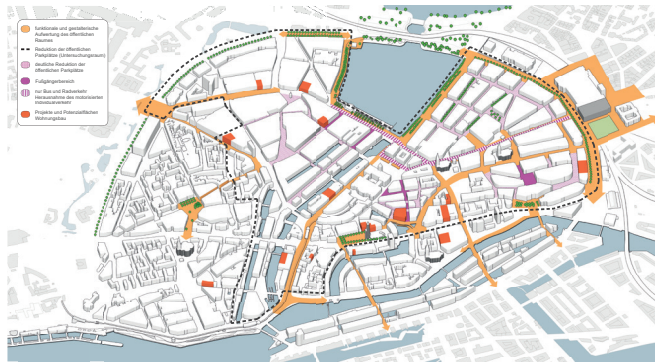 funktionale und gestalterische
Aufwertung des öffentlichen
Raumes
Reduktion der öffentlichen
Parkplätze (Untersuchungsraum)
deutliche Reduktion der
öffentlichen Parkplätze
Fußgängerbereich
nur Bus und Radverkehr
Herausnahme des motorisierten
Individualverkehr
Projekte und Potenzialflächen
Wohnungsbau